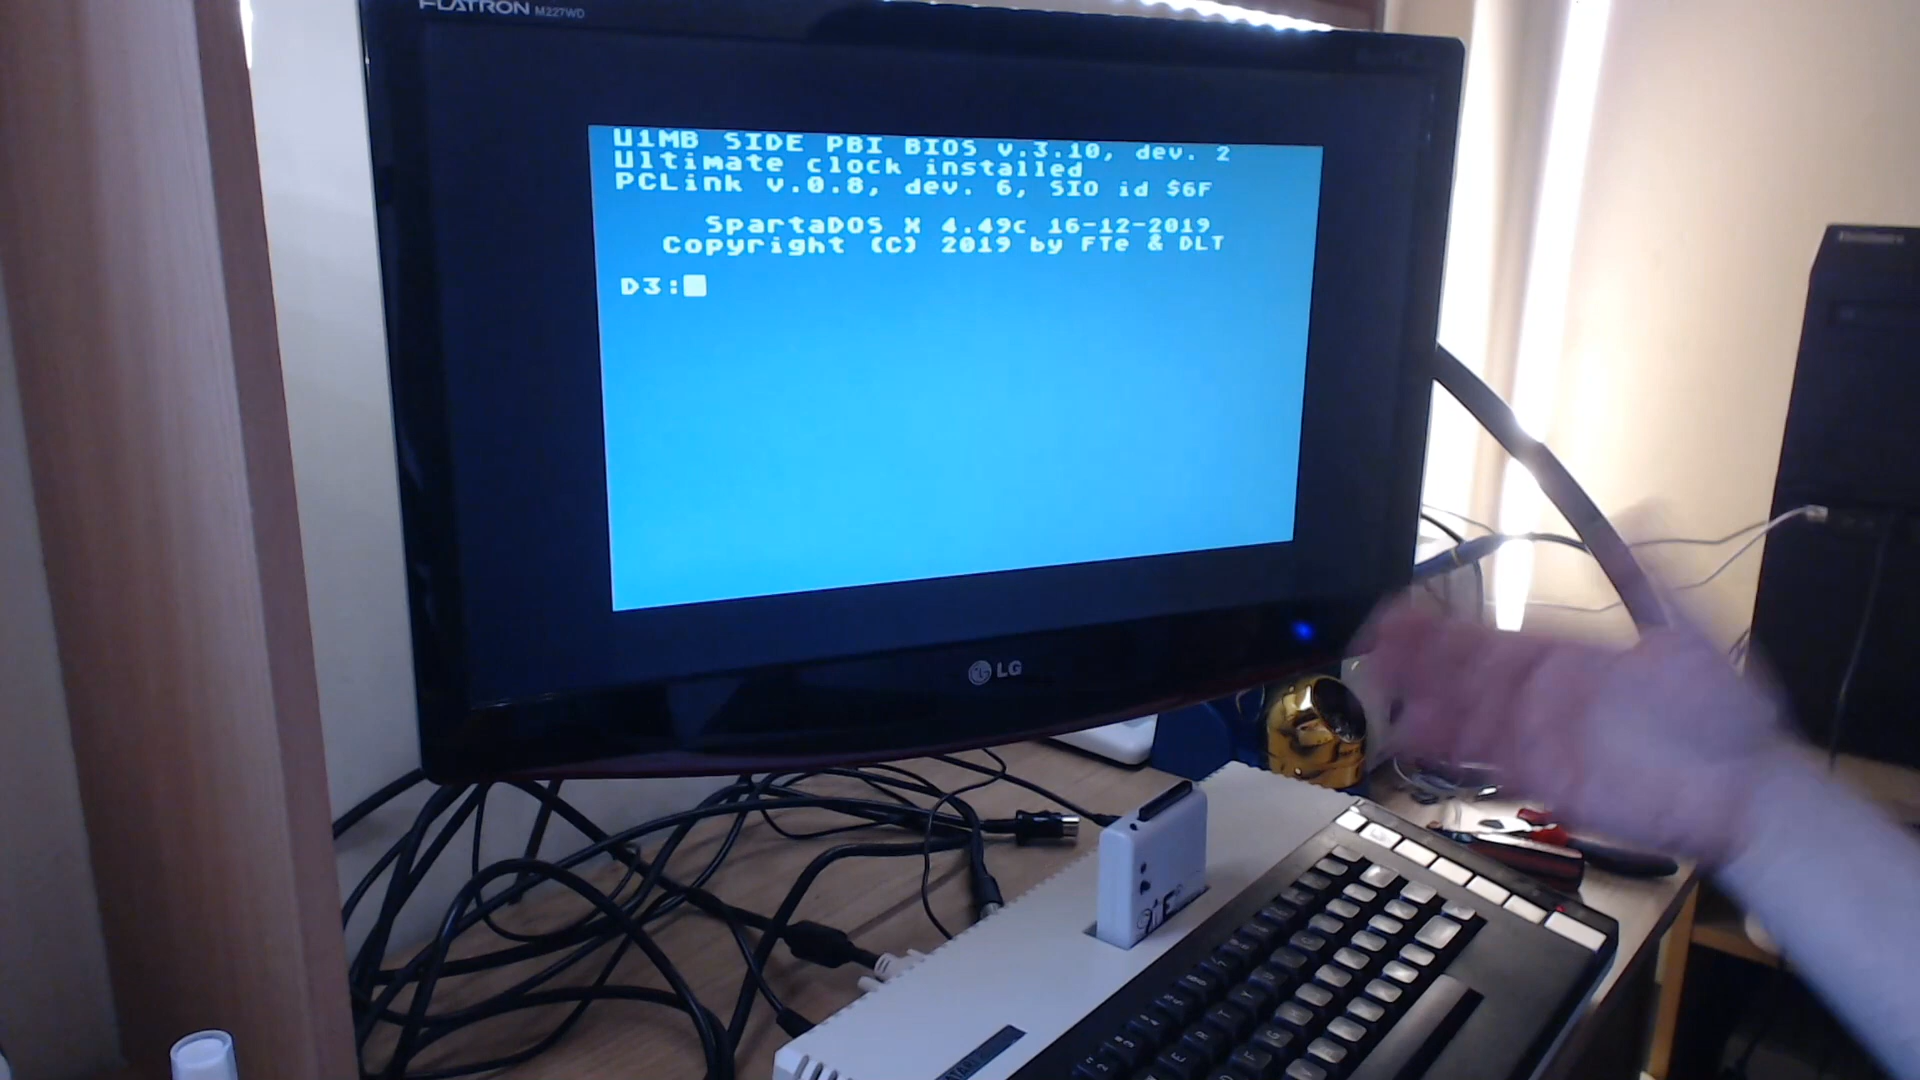 FLATRON M227WD
U1MB SIDE PBI BIOS v.3.10, dev. 2
Ultimate clock installed
PCLink v.0.8, dev. 6, SIO id $6F
SpartaDOS X 4.49c 16-12-2019
Copyright (C) 2019 by FTe & DLT
D3:
LG
ATARI